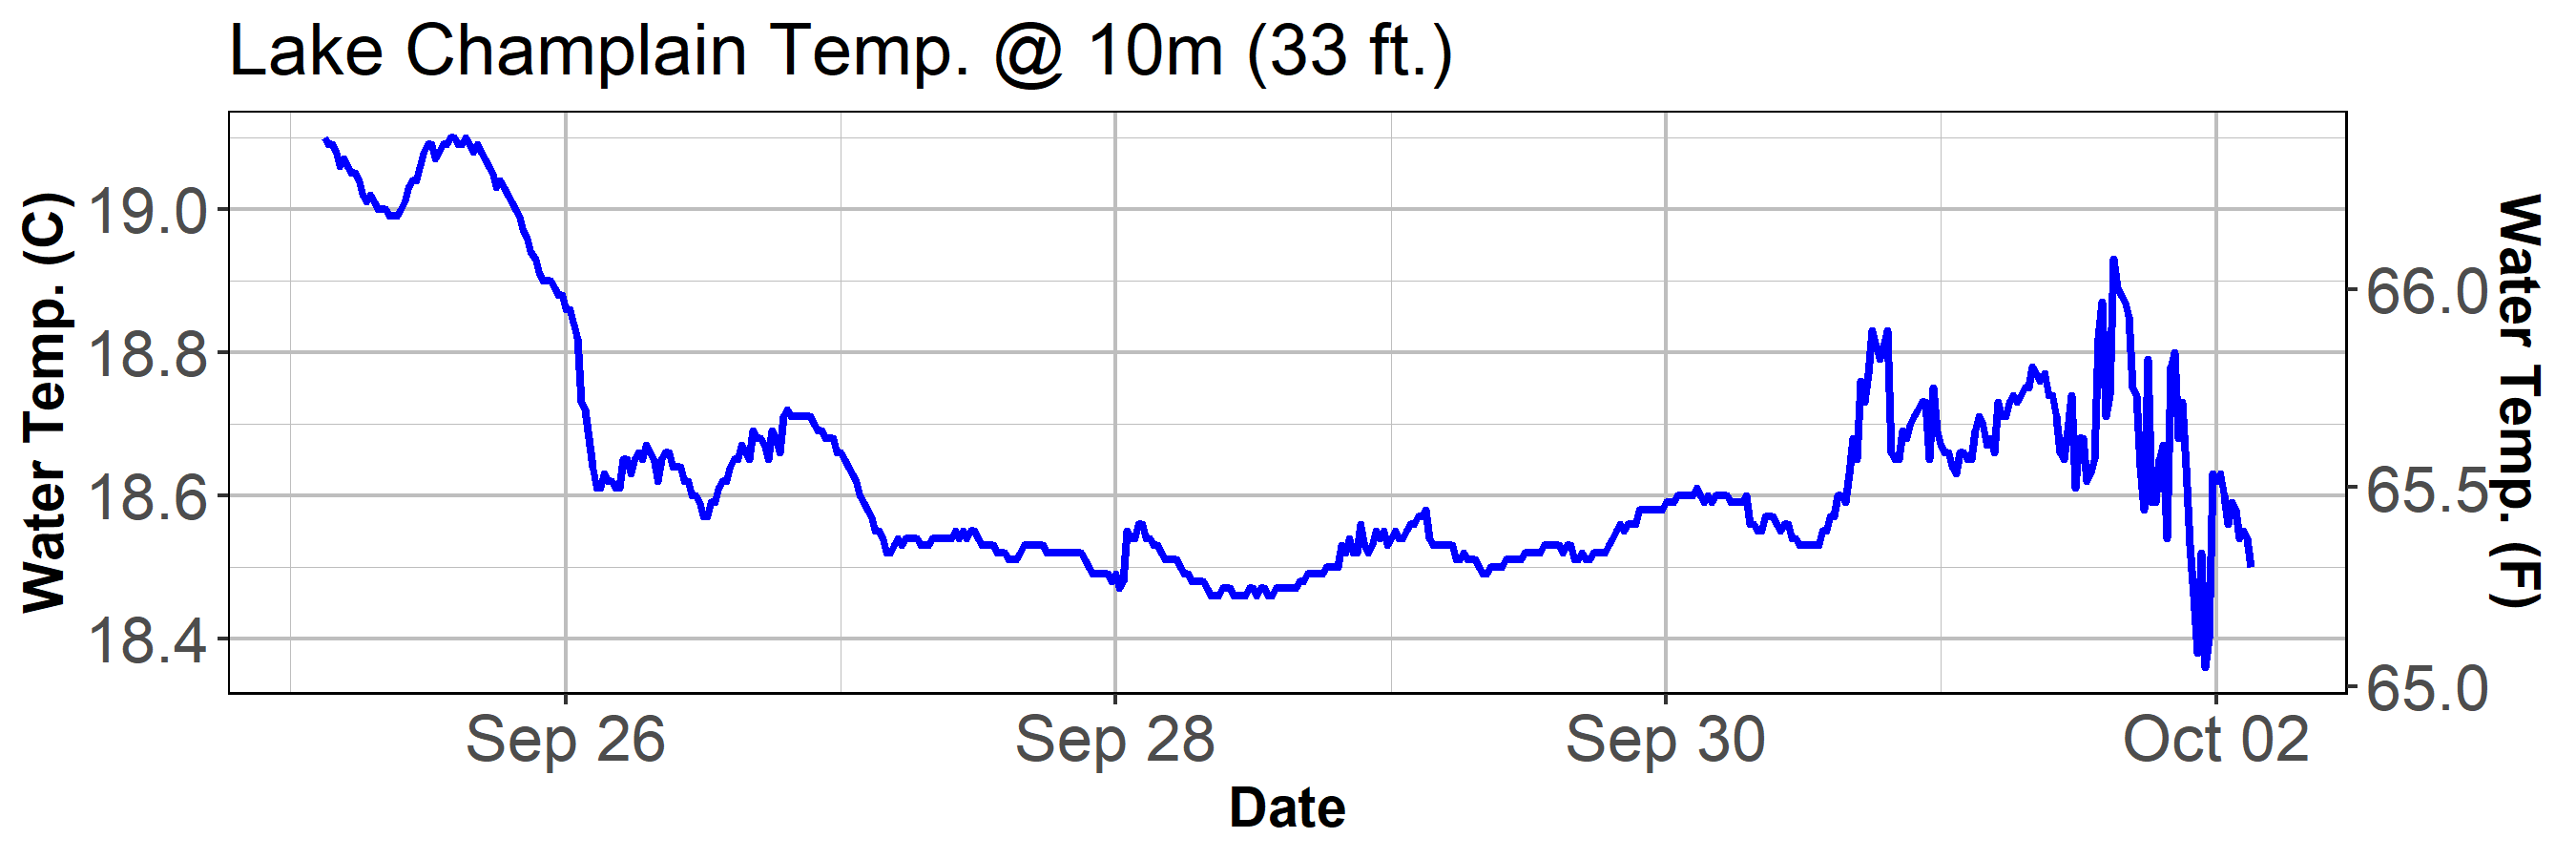 Lake Champlain Temp. @ 10m (33 ft.)
Water Temp. (C)
19.0
18.8
18.6
18.4
66.0
65.5
65.0
Water Temp. (F)
Sep 26 Sep 28 Sep 30 Oct 02
Date